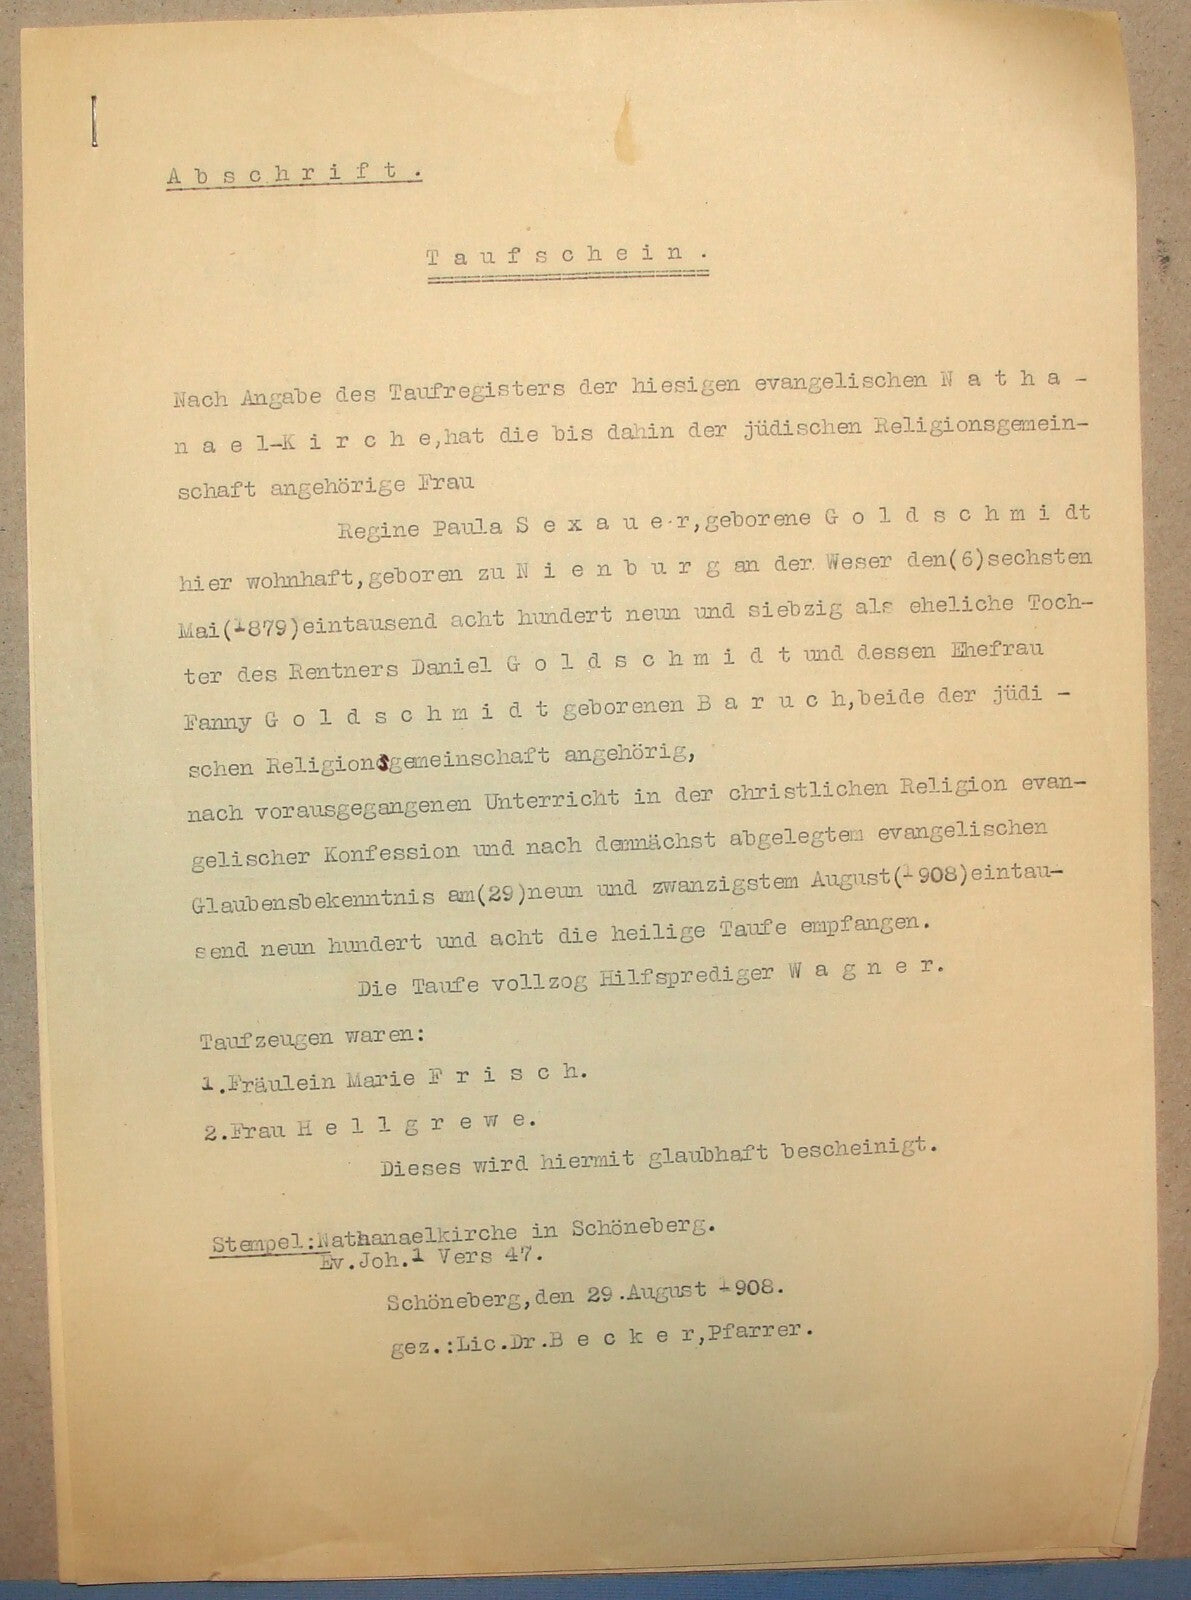 A b s c h r i f t .
T a u f s c h e i n .
Nach Angabe des Taufregisters der hiesigen evangelischen N a t h a -
n a e l-K i r c h e,hat die bis dahin der jüdischen Religionsgemein-
schaft angehörige Frau
Regine Paula S e x a u e r,geborene G o l d s c h m i dt
hier wohnhaft,geboren zu N i e n b u r g an der Weser den(6)sechsten
Mai(1879)eintausend acht hundert neun und siebzig als eheliche Toch-
ter des Rentners Daniel G o l d s c h m i d t und dessen Ehefrau
Fanny G o l d s c h m i d t geborenen B a r u c h,beide der jüdi -
schen Religionsgemeinschaft angehörig,
nach vorausgegangenen Unterricht in der christlichen Religion evan-
gelischer Konfession und nach demnächst abgelegtem evangelischen
Glaubensbekenntnis am(29)neun und zwanzigstem August(1908)eintau-
send neun hundert und acht die heilige Taufe empfangen.
Die Taufe vollzog Hilfsprediger W a g n e r.
Taufzeugen waren:
1.Fräulein Marie F r i s c h.
2.Frau H e l l g r e w e.
Dieses wird hiermit glaubhaft bescheinigt.
Stempel:Nathanaelkirche in Schöneberg.
Ev.Joh.1 Vers 47.
Schöneberg,den 29.August 1908.
gez.:Lic.Dr.B e c k e r,Pfarrer.